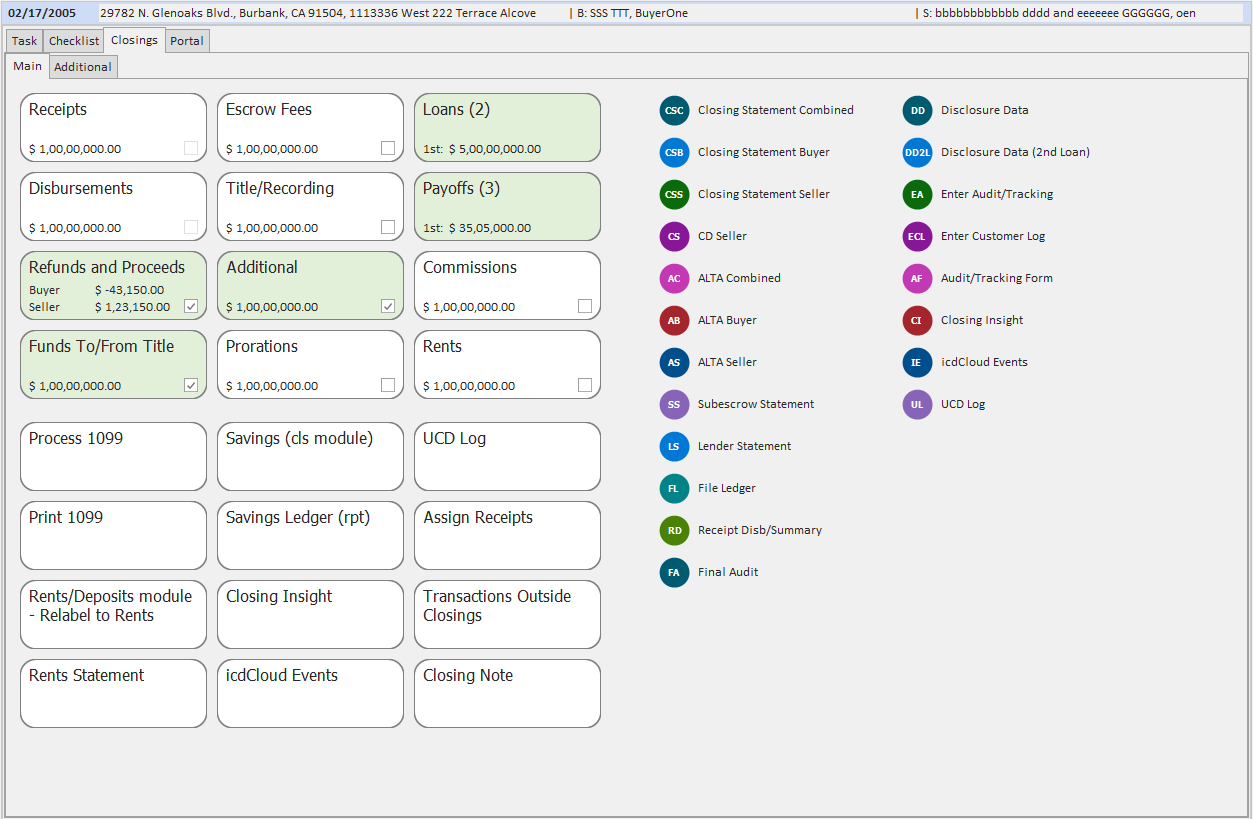 02/17/2005 29782 N. Glenoaks Blvd., Burbank, CA 91504, 1113336 West 222 Terrace Alcove | B: SSS TTT, BuyerOne | S: bbbbbbbbbbbb dddd and eeeeeee GGGGGG, oen
Task Checklist Closings Portal
Main Additional
Receipts
$ 1,00,00,000.00
Escrow Fees
$ 1,00,00,000.00
Loans (2)
1st: $ 5,00,00,000.00
Disbursements
$ 1,00,00,000.00
Title/Recording
$ 1,00,00,000.00
Payoffs (3)
1st: $ 35,05,000.00
Refunds and Proceeds
Buyer $ -43,150.00
Seller $ 1,23,150.00
Additional
$ 1,00,00,000.00
Commissions
$ 1,00,00,000.00
Funds To/From Title
$ 1,00,00,000.00
Prorations
$ 1,00,00,000.00
Rents
$ 1,00,00,000.00
Process 1099
Savings (cls module)
UCD Log
Print 1099
Savings Ledger (rpt)
Assign Receipts
Rents/Deposits module
- Relabel to Rents
Closing Insight
Transactions Outside
Closings
Rents Statement
icdCloud Events
Closing Note
CSC Closing Statement Combined
CSB Closing Statement Buyer
CSS Closing Statement Seller
CS CD Seller
AC ALTA Combined
AB ALTA Buyer
AS ALTA Seller
SS Subescrow Statement
LS Lender Statement
FL File Ledger
RD Receipt Disb/Summary
FA Final Audit
DD Disclosure Data
DD2L Disclosure Data (2nd Loan)
EA Enter Audit/Tracking
ECL Enter Customer Log
AF Audit/Tracking Form
CI Closing Insight
IE icdCloud Events
UL UCD Log